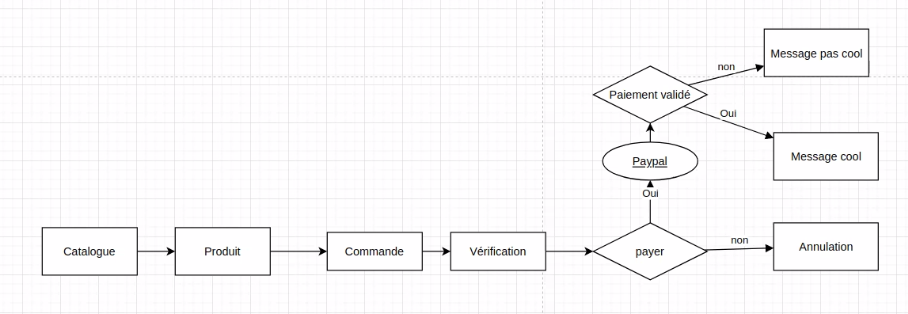 Message pas cool
non
Paiement validé
Oui
Message cool
Paypal
Oui
Catalogue
Produit
Commande
Vérification
payer
non
Annulation